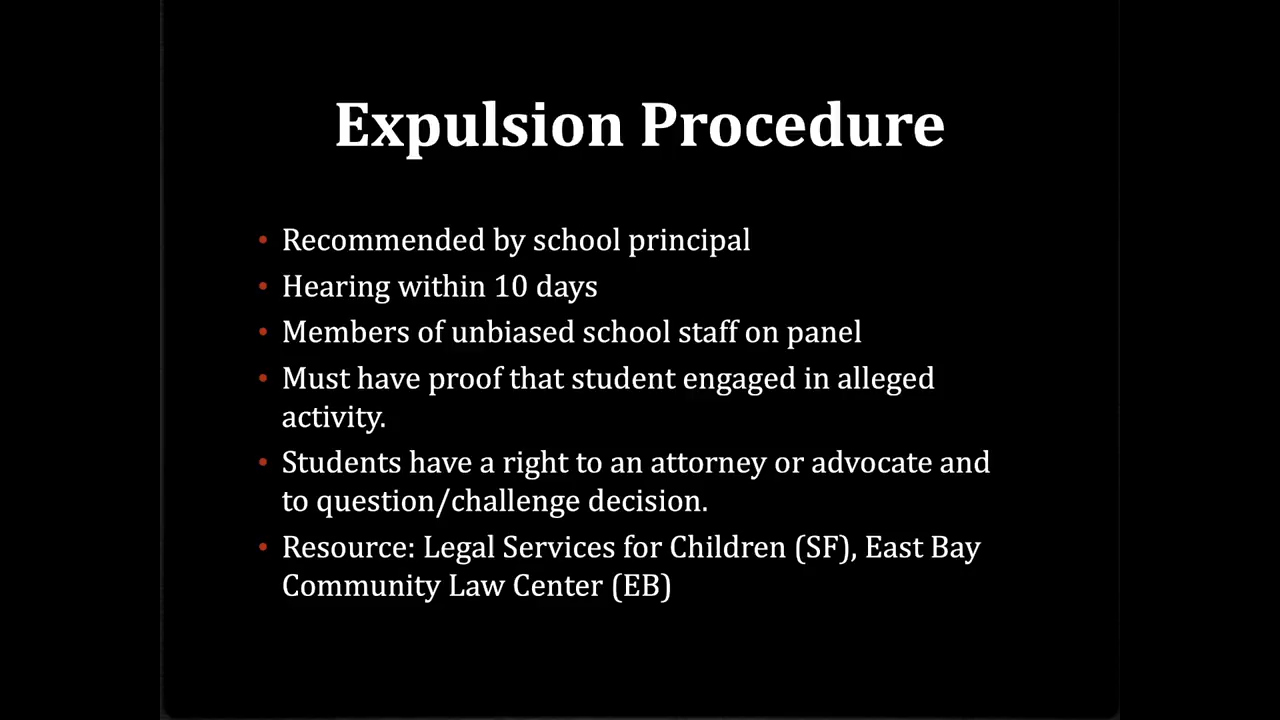 Expulsion Procedure
• Recommended by school principal
• Hearing within 10 days
• Members of unbiased school staff on panel
• Must have proof that student engaged in alleged
activity.
• Students have a right to an attorney or advocate and
to question/challenge decision.
• Resource: Legal Services for Children (SF), East Bay
Community Law Center (EB)